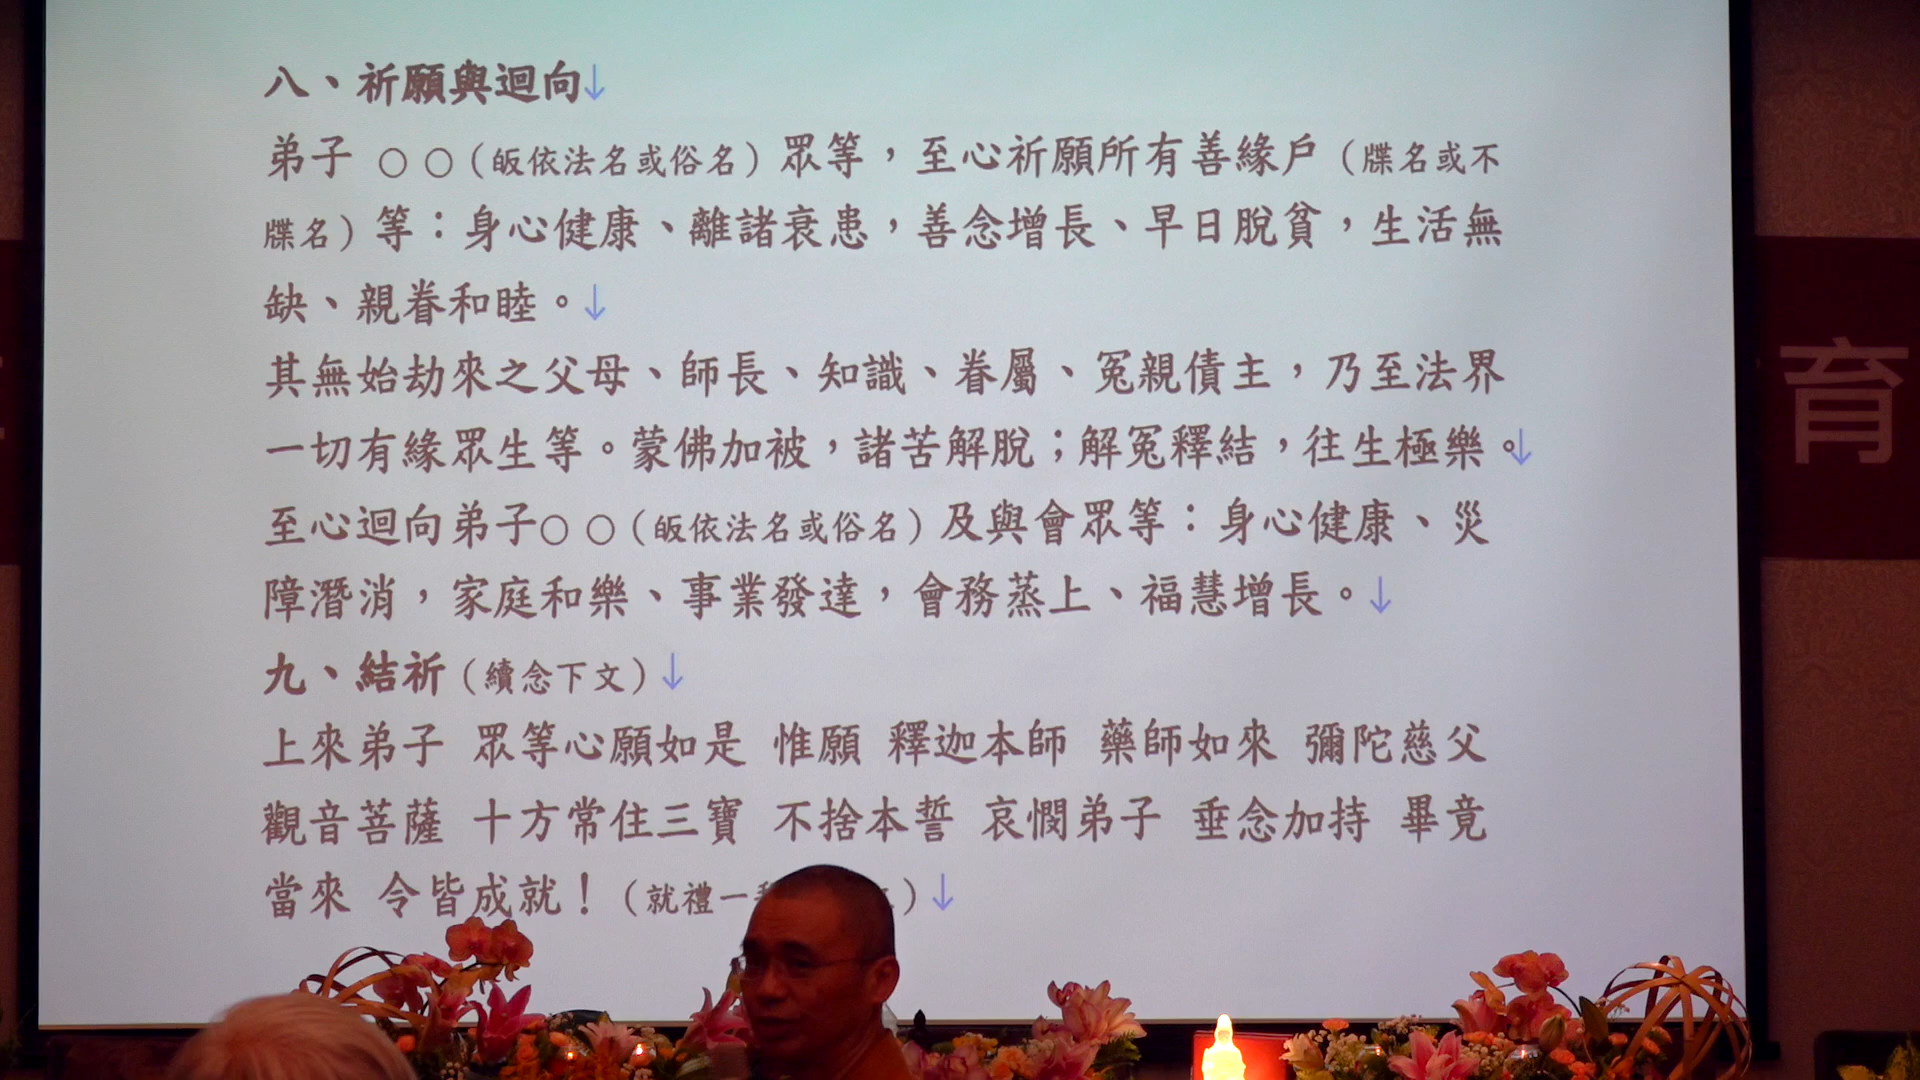 八、祈願與迴向↓
弟子 ○ ○（皈依法名或俗名）眾等，至心祈願所有善緣戶（牒名或不
牒名）等：身心健康、離諸衰患，善念增長、早日脫貧，生活無
缺、親眷和睦。↓
其無始劫來之父母、師長、知識、眷屬、冤親債主，乃至法界
一切有緣眾生等。蒙佛加被，諸苦解脫；解冤釋結，往生極樂。↓
至心迴向弟子○ ○（皈依法名或俗名）及與會眾等：身心健康、災
障潛消，家庭和樂、事業發達，會務蒸上、福慧增長。↓
九、結祈（續念下文）↓
上來弟子 眾等心願如是 惟願 釋迦本師 藥師如來 彌陀慈父
觀音菩薩 十方常住三寶 不捨本誓 哀憫弟子 垂念加持 畢竟
當來 令皆成就！（就禮一 ）↓
育